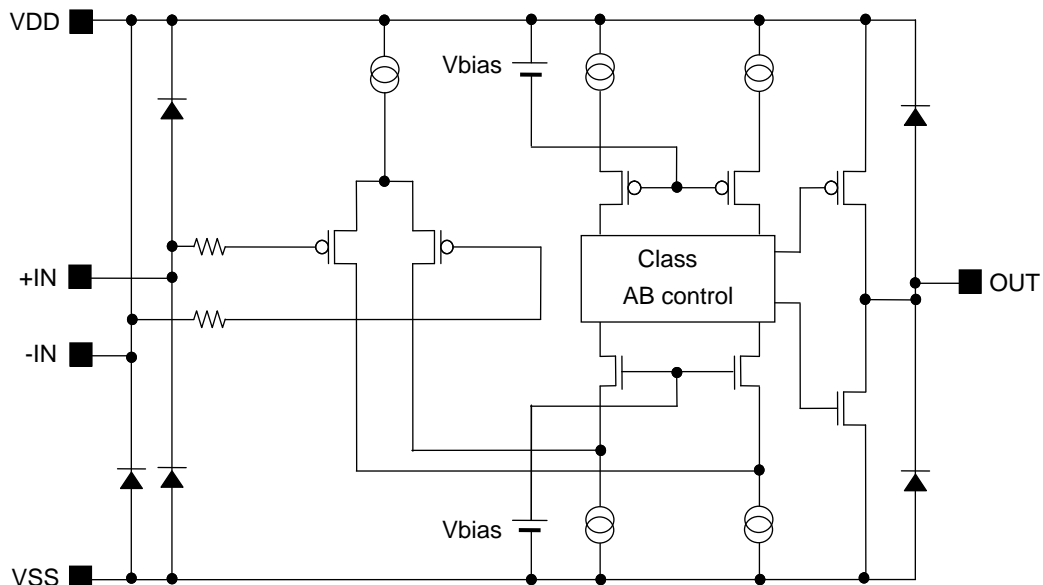 VDD
Vbias
Class
AB control
+IN
OUT
-IN
Vbias
VSS